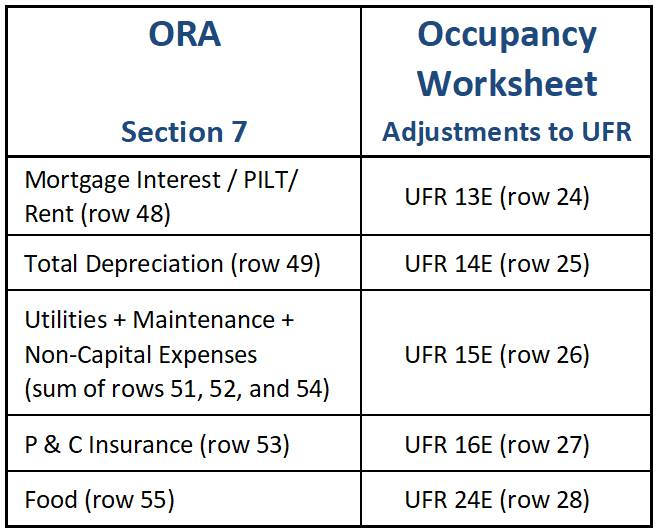 ORA
Section 7
Occupancy
Worksheet
Adjustments to UFR
Mortgage Interest / PILT/
Rent (row 48)
UFR 13E (row 24)
Total Depreciation (row 49)
UFR 14E (row 25)
Utilities + Maintenance +
Non-Capital Expenses
(sum of rows 51, 52, and 54)
UFR 15E (row 26)
P & C Insurance (row 53)
UFR 16E (row 27)
Food (row 55)
UFR 24E (row 28)